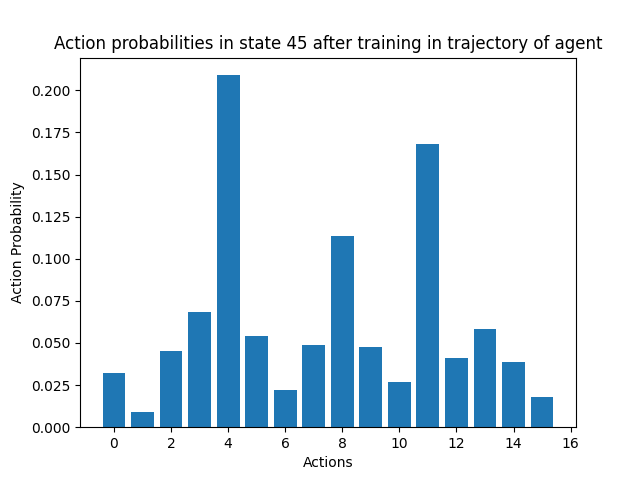 Action probabilities in state 45 after training in trajectory of agent
0.200
0.175
0.150
0.125
0.100
0.075
0.050
0.025
0.000
Action Probability
0 2 4 6 8 10 12 14 16
Actions